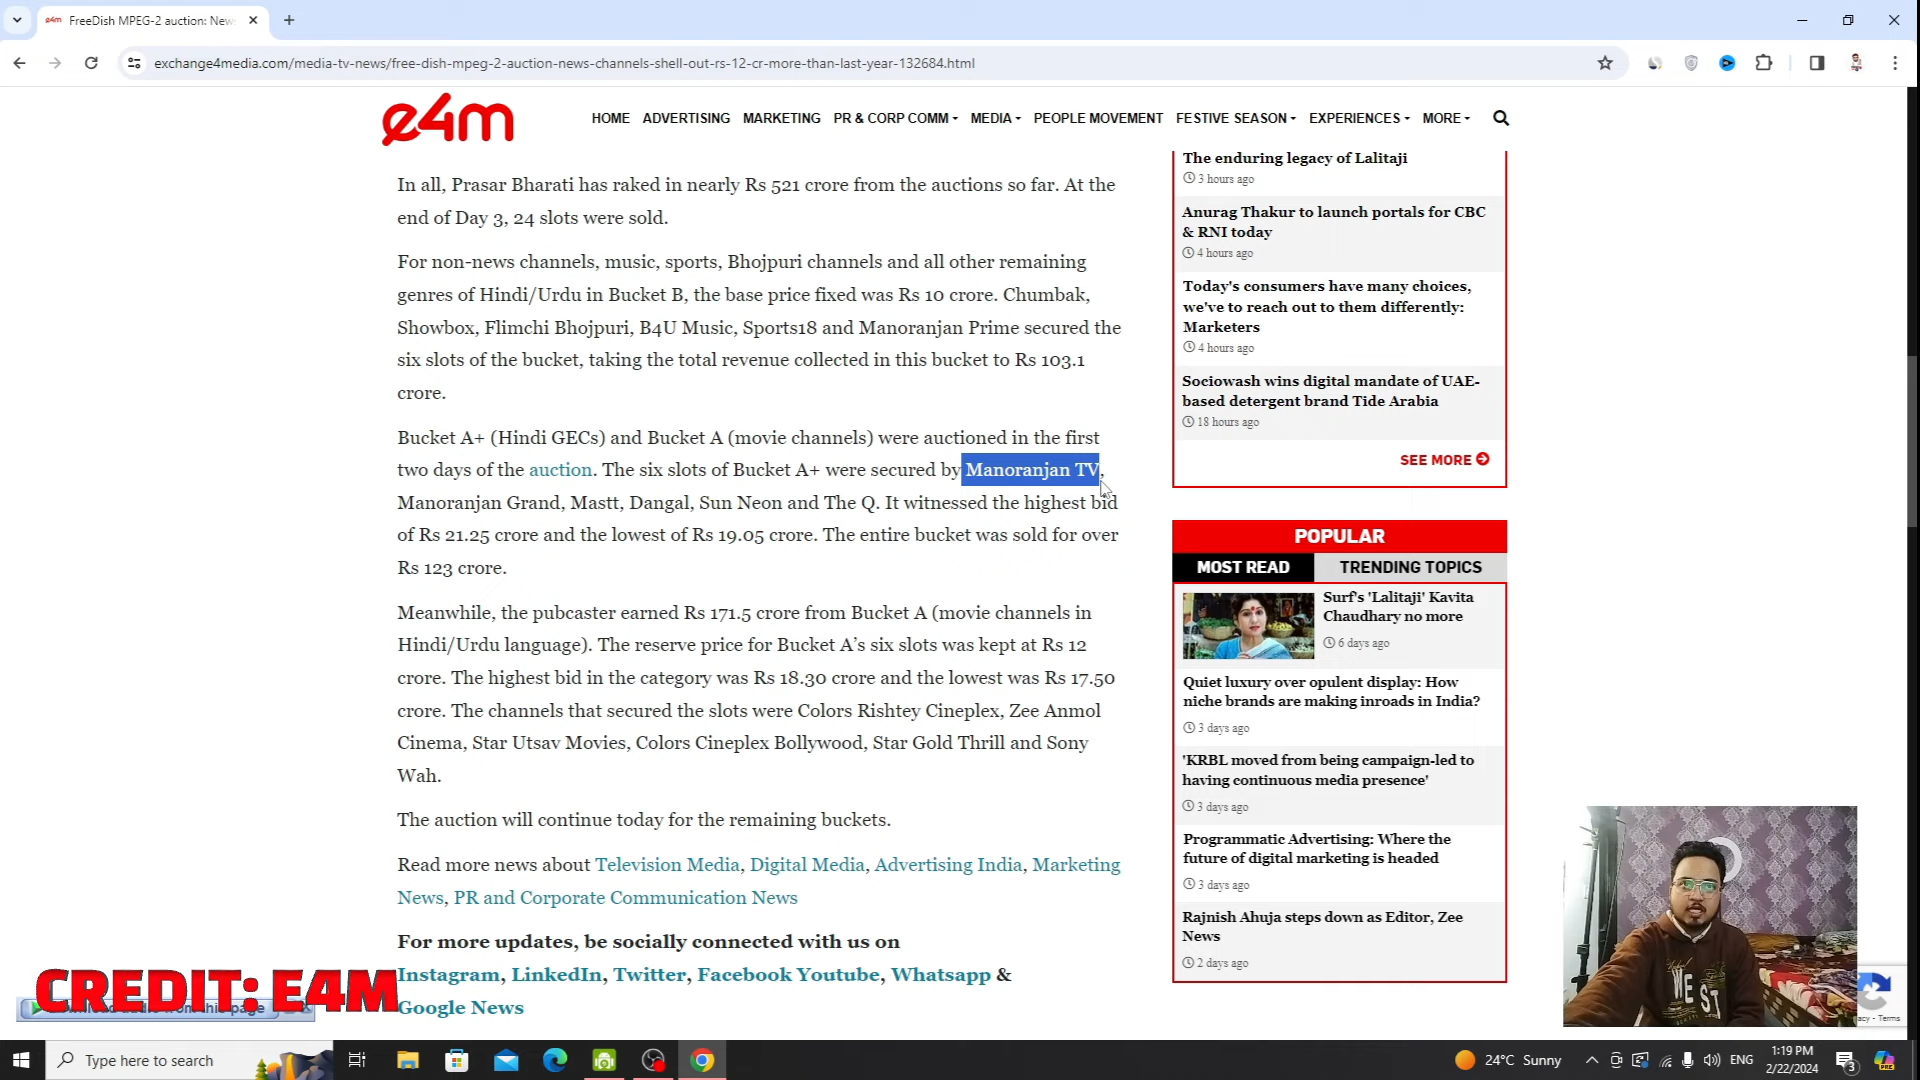 e4m FreeDish MPEG-2 auction: New
exchange4media.com/media-tv-news/free-dish-mpeg-2-auction-news-channels-shell-out-rs-12-cr-more-than-last-year-132684.html
e4m
HOME ADVERTISING MARKETING PR & CORP COMM MEDIA PEOPLE MOVEMENT FESTIVE SEASON EXPERIENCES MORE
In all, Prasar Bharati has raked in nearly Rs 521 crore from the auctions so far. At the
end of Day 3, 24 slots were sold.
For non-news channels, music, sports, Bhojpuri channels and all other remaining
genres of Hindi/Urdu in Bucket B, the base price fixed was Rs 10 crore. Chumbak,
Showbox, Flimchi Bhojpuri, B4U Music, Sports18 and Manoranjan Prime secured the
six slots of the bucket, taking the total revenue collected in this bucket to Rs 103.1
crore.
Bucket A+ (Hindi GECs) and Bucket A (movie channels) were auctioned in the first
two days of the auction. The six slots of Bucket A+ were secured by Manoranjan TV,
Manoranjan Grand, Mastt, Dangal, Sun Neon and The Q. It witnessed the highest bid
of Rs 21.25 crore and the lowest of Rs 19.05 crore. The entire bucket was sold for over
Rs 123 crore.
Meanwhile, the pubcaster earned Rs 171.5 crore from Bucket A (movie channels in
Hindi/Urdu language). The reserve price for Bucket A’s six slots was kept at Rs 12
crore. The highest bid in the category was Rs 18.30 crore and the lowest was Rs 17.50
crore. The channels that secured the slots were Colors Rishtey Cineplex, Zee Anmol
Cinema, Star Utsav Movies, Colors Cineplex Bollywood, Star Gold Thrill and Sony
Wah.
The auction will continue today for the remaining buckets.
Read more news about Television Media, Digital Media, Advertising India, Marketing
News, PR and Corporate Communication News
For more updates, be socially connected with us on
Instagram, LinkedIn, Twitter, Facebook Youtube, Whatsapp &
Google News
The enduring legacy of Lalitaji
3 hours ago
Anurag Thakur to launch portals for CBC
& RNI today
4 hours ago
Today's consumers have many choices,
we've to reach out to them differently:
Marketers
4 hours ago
Sociowash wins digital mandate of UAE-
based detergent brand Tide Arabia
18 hours ago
SEE MORE
POPULAR
MOST READ TRENDING TOPICS
Surf's 'Lalitaji' Kavita
Chaudhary no more
6 days ago
Quiet luxury over opulent display: How
niche brands are making inroads in India?
3 days ago
'KRBL moved from being campaign-led to
having continuous media presence'
3 days ago
Programmatic Advertising: Where the
future of digital marketing is headed
3 days ago
Rajnish Ahuja steps down as Editor, Zee
News
2 days ago
CREDIT: E4M
from this page
WEST
Terms
Type here to search
24°C Sunny
ENG
1:19 PM
2/22/2024
3